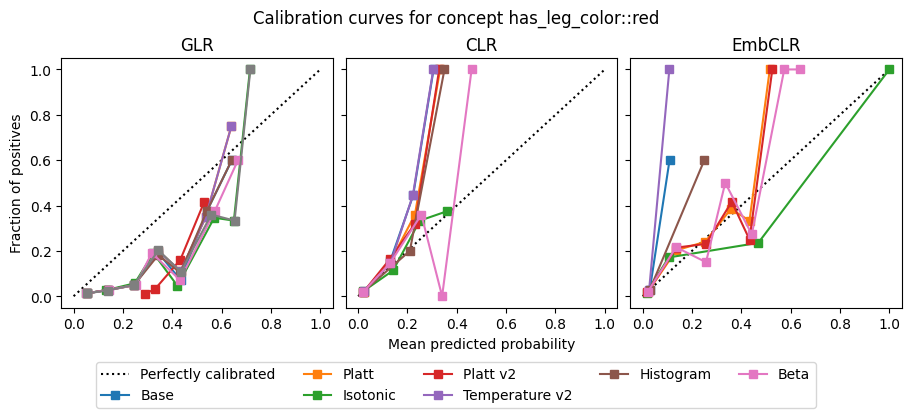 Calibration curves for concept has_leg_color::red
GLR
CLR
EmbCLR
Fraction of positives
1.0
0.8
0.6
0.4
0.2
0.0
0.0 0.2 0.4 0.6 0.8 1.0
0.0 0.2 0.4 0.6 0.8 1.0
0.0 0.2 0.4 0.6 0.8 1.0
Mean predicted probability
Perfectly calibrated
Base
Platt
Isotonic
Platt v2
Temperature v2
Histogram
Beta